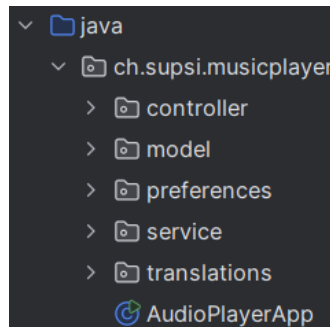 java
ch.supsi.musicplayer
controller
model
preferences
service
translations
AudioPlayerApp